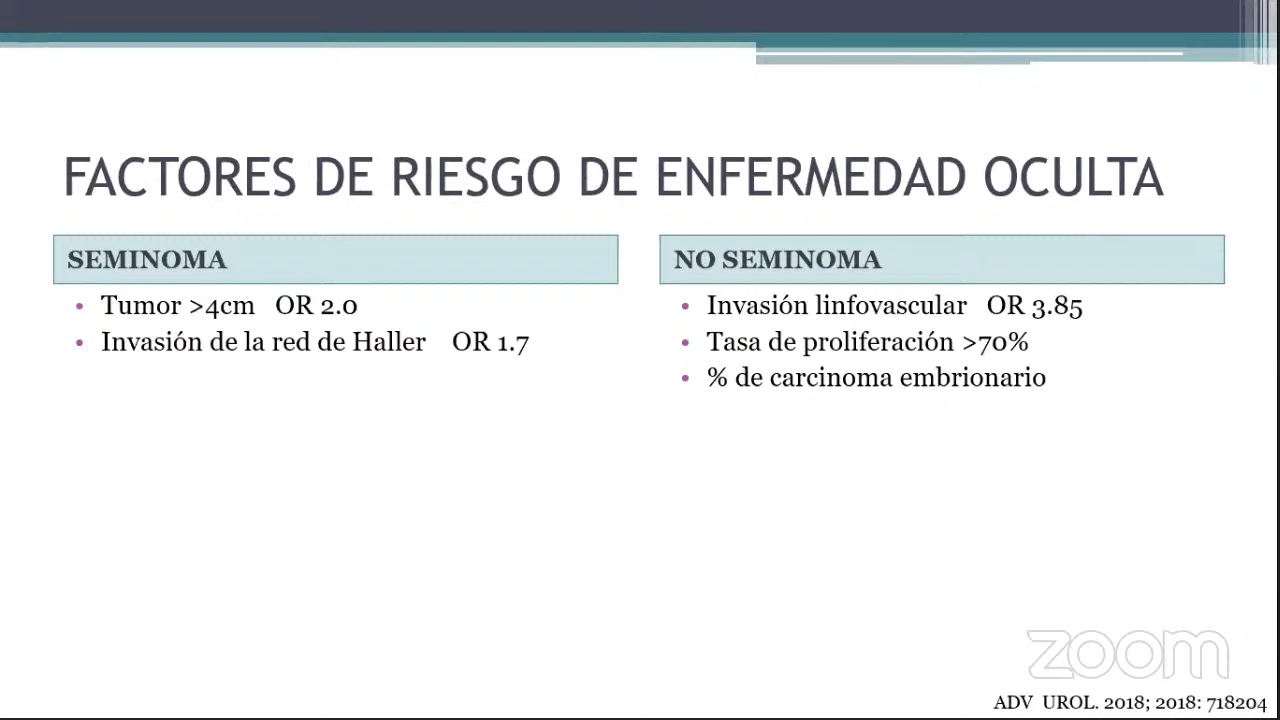 FACTORES DE RIESGO DE ENFERMEDAD OCULTA
SEMINOMA
• Tumor >4cm OR 2.0
• Invasión de la red de Haller OR 1.7
NO SEMINOMA
• Invasión linfovascular OR 3.85
• Tasa de proliferación >70%
• % de carcinoma embrionario
zoom
ADV UROL. 2018; 2018: 718204